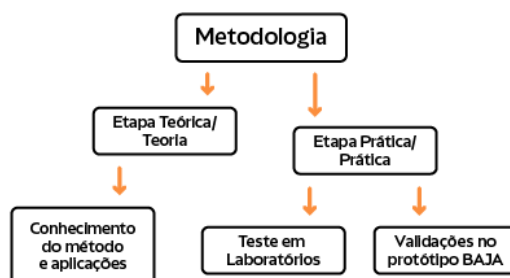 Metodologia
Etapa Teórica/
Teoria
Etapa Prática/
Prática
Conhecimento
do método
e aplicações
Teste em
Laboratórios
Validações no
protótipo BAJA